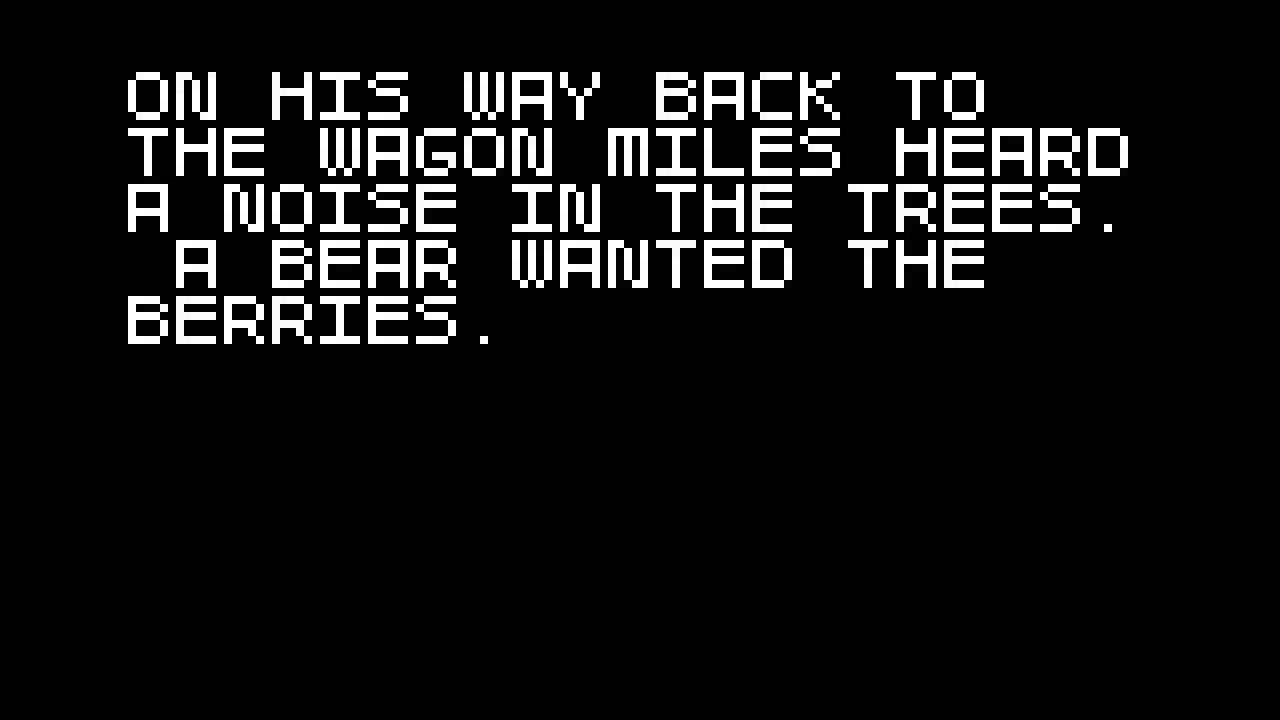 ON HIS WAY BACK TO
THE WAGON MILES HEARD
A NOISE IN THE TREES.
A BEAR WANTED THE
BERRIES.